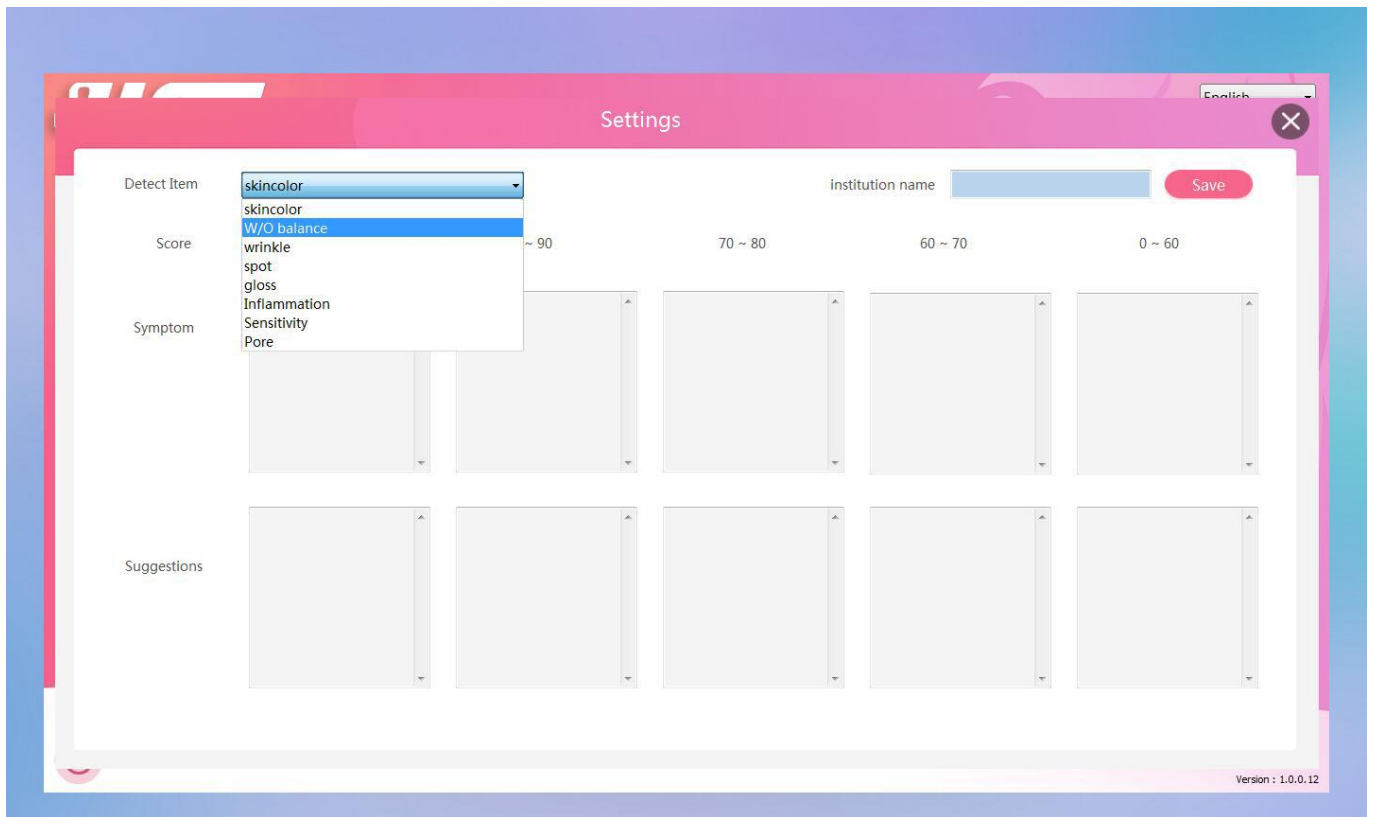 English
Settings
Detect Item
skincolor
institution name
Save
skincolor
W/O balance
wrinkle
spot
gloss
Inflammation
Sensitivity
Pore
Score
~ 90
70 ~ 80
60 ~ 70
0 ~ 60
Symptom
Suggestions
Version : 1.0.0.12